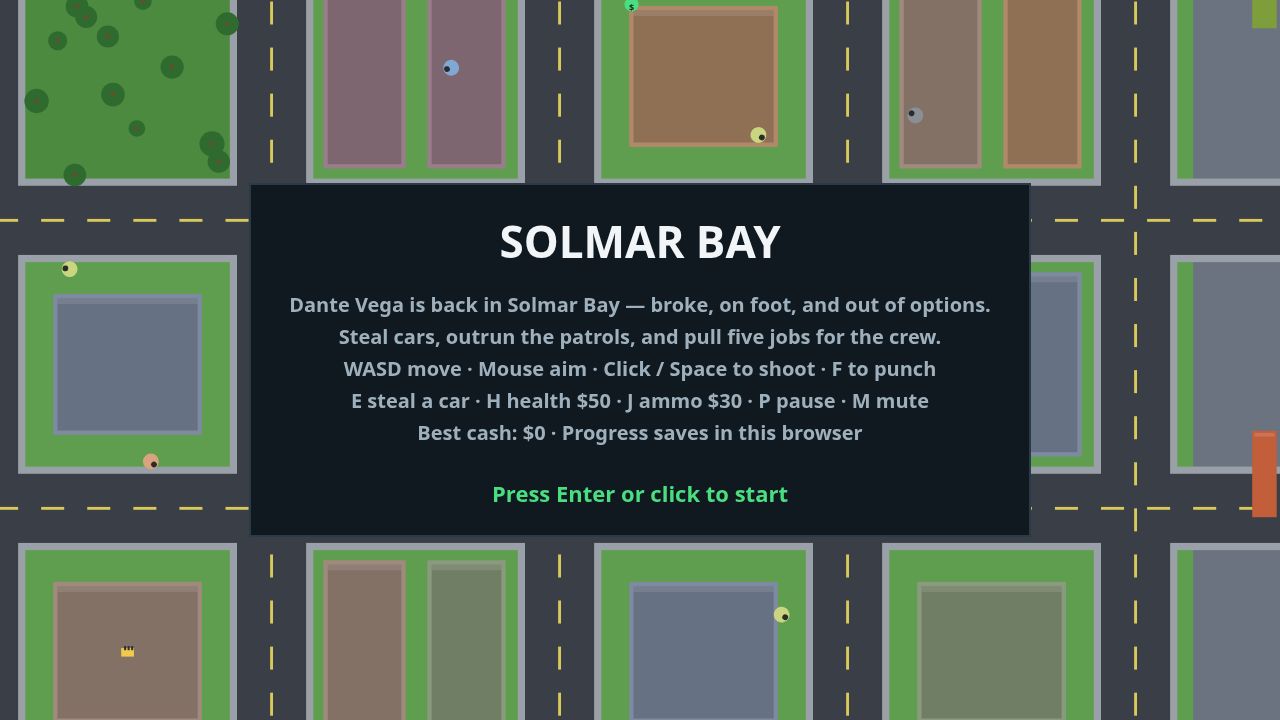 $
SOLMAR BAY
Dante Vega is back in Solmar Bay — broke, on foot, and out of options.
Steal cars, outrun the patrols, and pull five jobs for the crew.
WASD move · Mouse aim · Click / Space to shoot · F to punch
E steal a car · H health $50 · J ammo $30 · P pause · M mute
Best cash: $0 · Progress saves in this browser
Press Enter or click to start